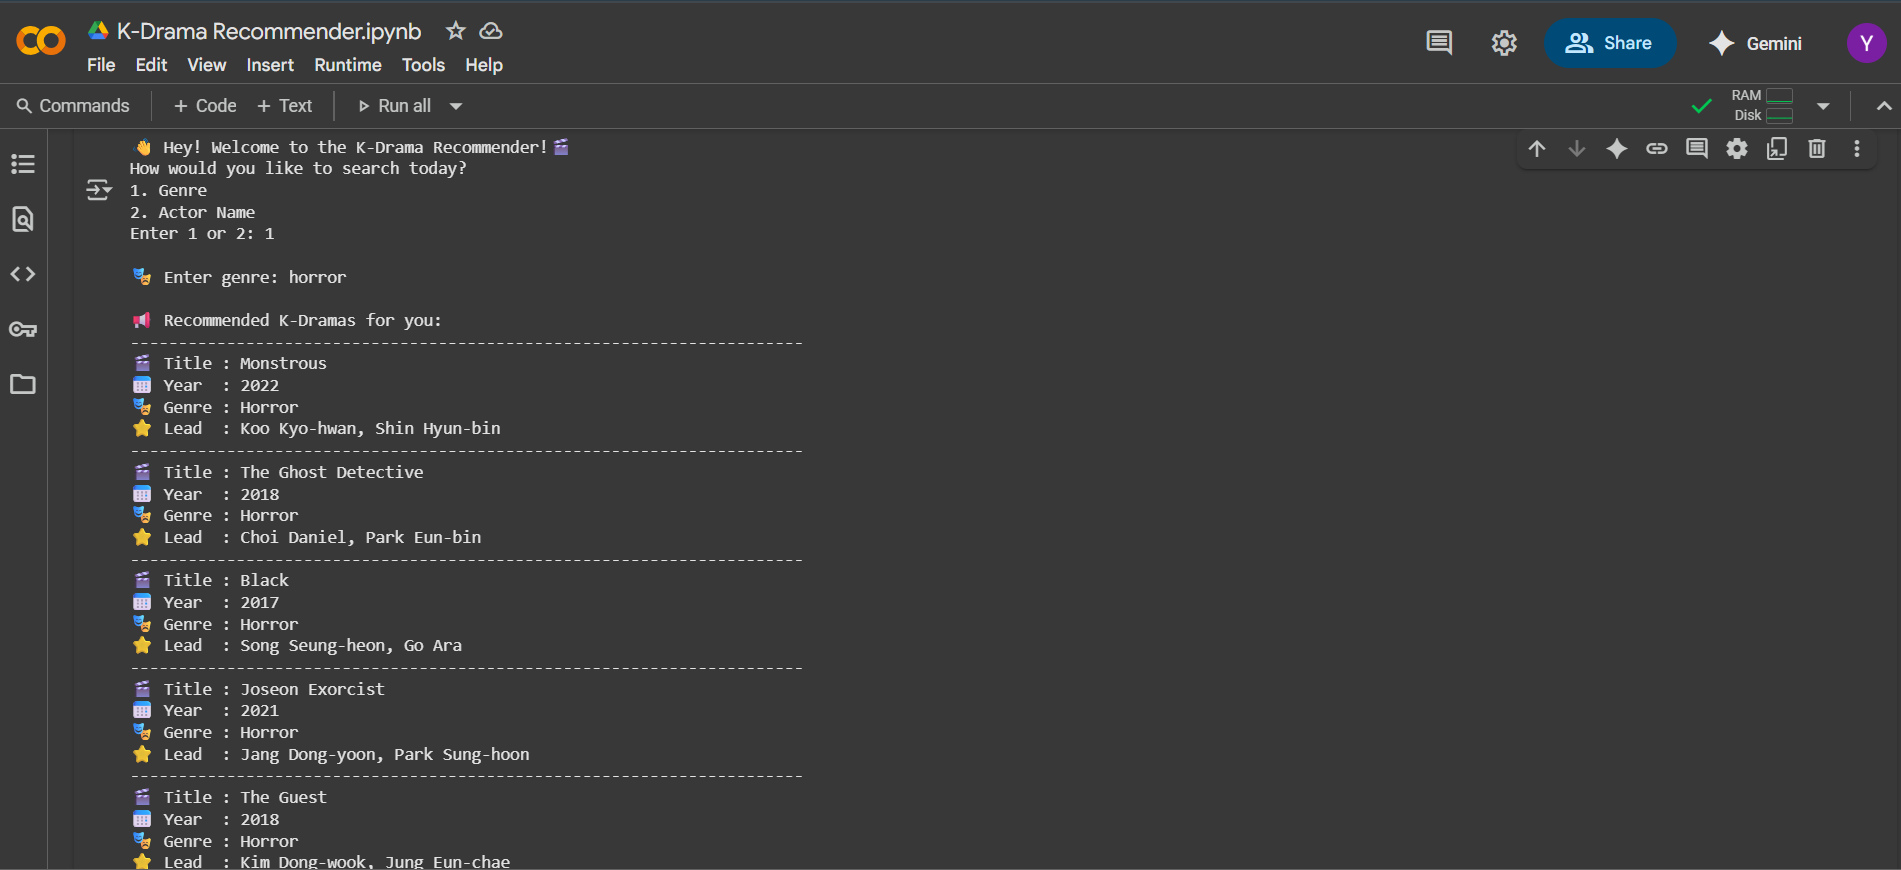 K-Drama Recommender.ipynb
File Edit View Insert Runtime Tools Help
Share
Gemini
Y
Commands + Code + Text Run all
RAM
Disk
👋 Hey! Welcome to the K-Drama Recommender!🎬
How would you like to search today?
1. Genre
2. Actor Name
Enter 1 or 2: 1
🎭 Enter genre: horror
📢 Recommended K-Dramas for you:
----------------------------------------------------------------------
🎬 Title : Monstrous
📅 Year  : 2022
🎭 Genre : Horror
⭐ Lead  : Koo Kyo-hwan, Shin Hyun-bin
----------------------------------------------------------------------
🎬 Title : The Ghost Detective
📅 Year  : 2018
🎭 Genre : Horror
⭐ Lead  : Choi Daniel, Park Eun-bin
----------------------------------------------------------------------
🎬 Title : Black
📅 Year  : 2017
🎭 Genre : Horror
⭐ Lead  : Song Seung-heon, Go Ara
----------------------------------------------------------------------
🎬 Title : Joseon Exorcist
📅 Year  : 2021
🎭 Genre : Horror
⭐ Lead  : Jang Dong-yoon, Park Sung-hoon
----------------------------------------------------------------------
🎬 Title : The Guest
📅 Year  : 2018
🎭 Genre : Horror
⭐ Lead  : Kim Dong-wook, Jung Eun-chae